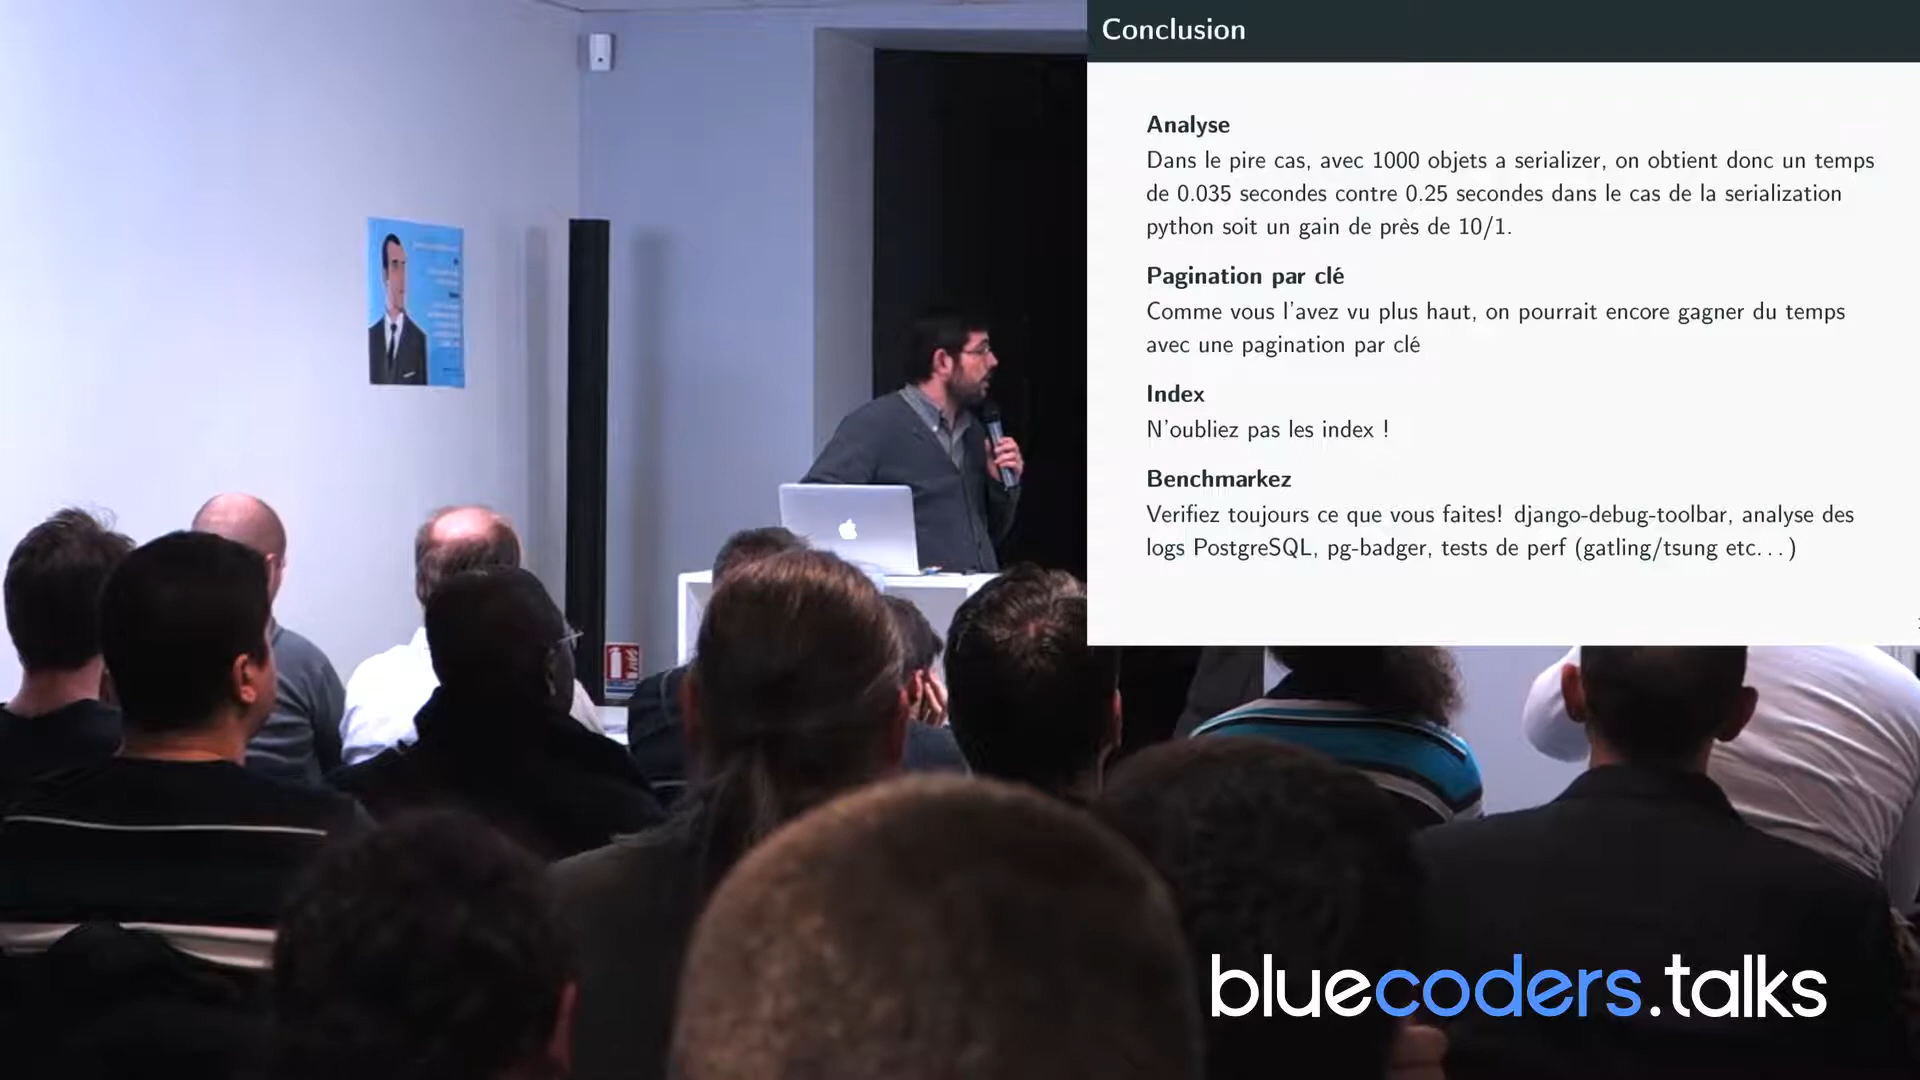 Conclusion
Analyse
Dans le pire cas, avec 1000 objets a serializer, on obtient donc un temps
de 0.035 secondes contre 0.25 secondes dans le cas de la serialization
python soit un gain de près de 10/1.
Pagination par clé
Comme vous l'avez vu plus haut, on pourrait encore gagner du temps
avec une pagination par clé
Index
N'oubliez pas les index !
Benchmarkez
Verifiez toujours ce que vous faites! django-debug-toolbar, analyse des
logs PostgreSQL, pg-badger, tests de perf (gatling/tsung etc...)
bluecoders.talks